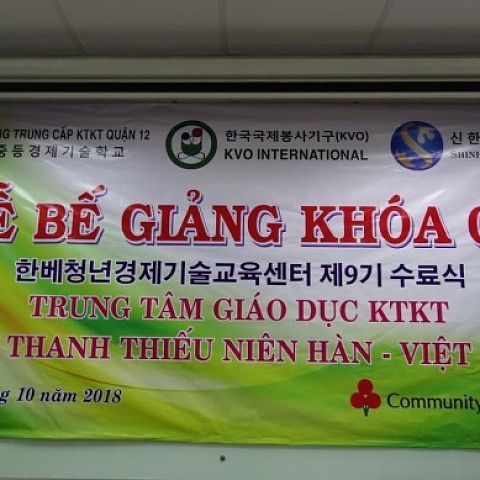 NG TRUNG CẤP KTKT QUẬN 12
중등경제기술학교
한국국제봉사기구(KVO)
KVO INTERNATIONAL
신한
SHINH
Ễ BẾ GIẢNG KHÓA
한베청년경제기술교육센터 제9기 수료식
TRUNG TÂM GIÁO DỤC KTKT
THANH THIẾU NIÊN HÀN - VIỆT
g 10 năm 2018
Community